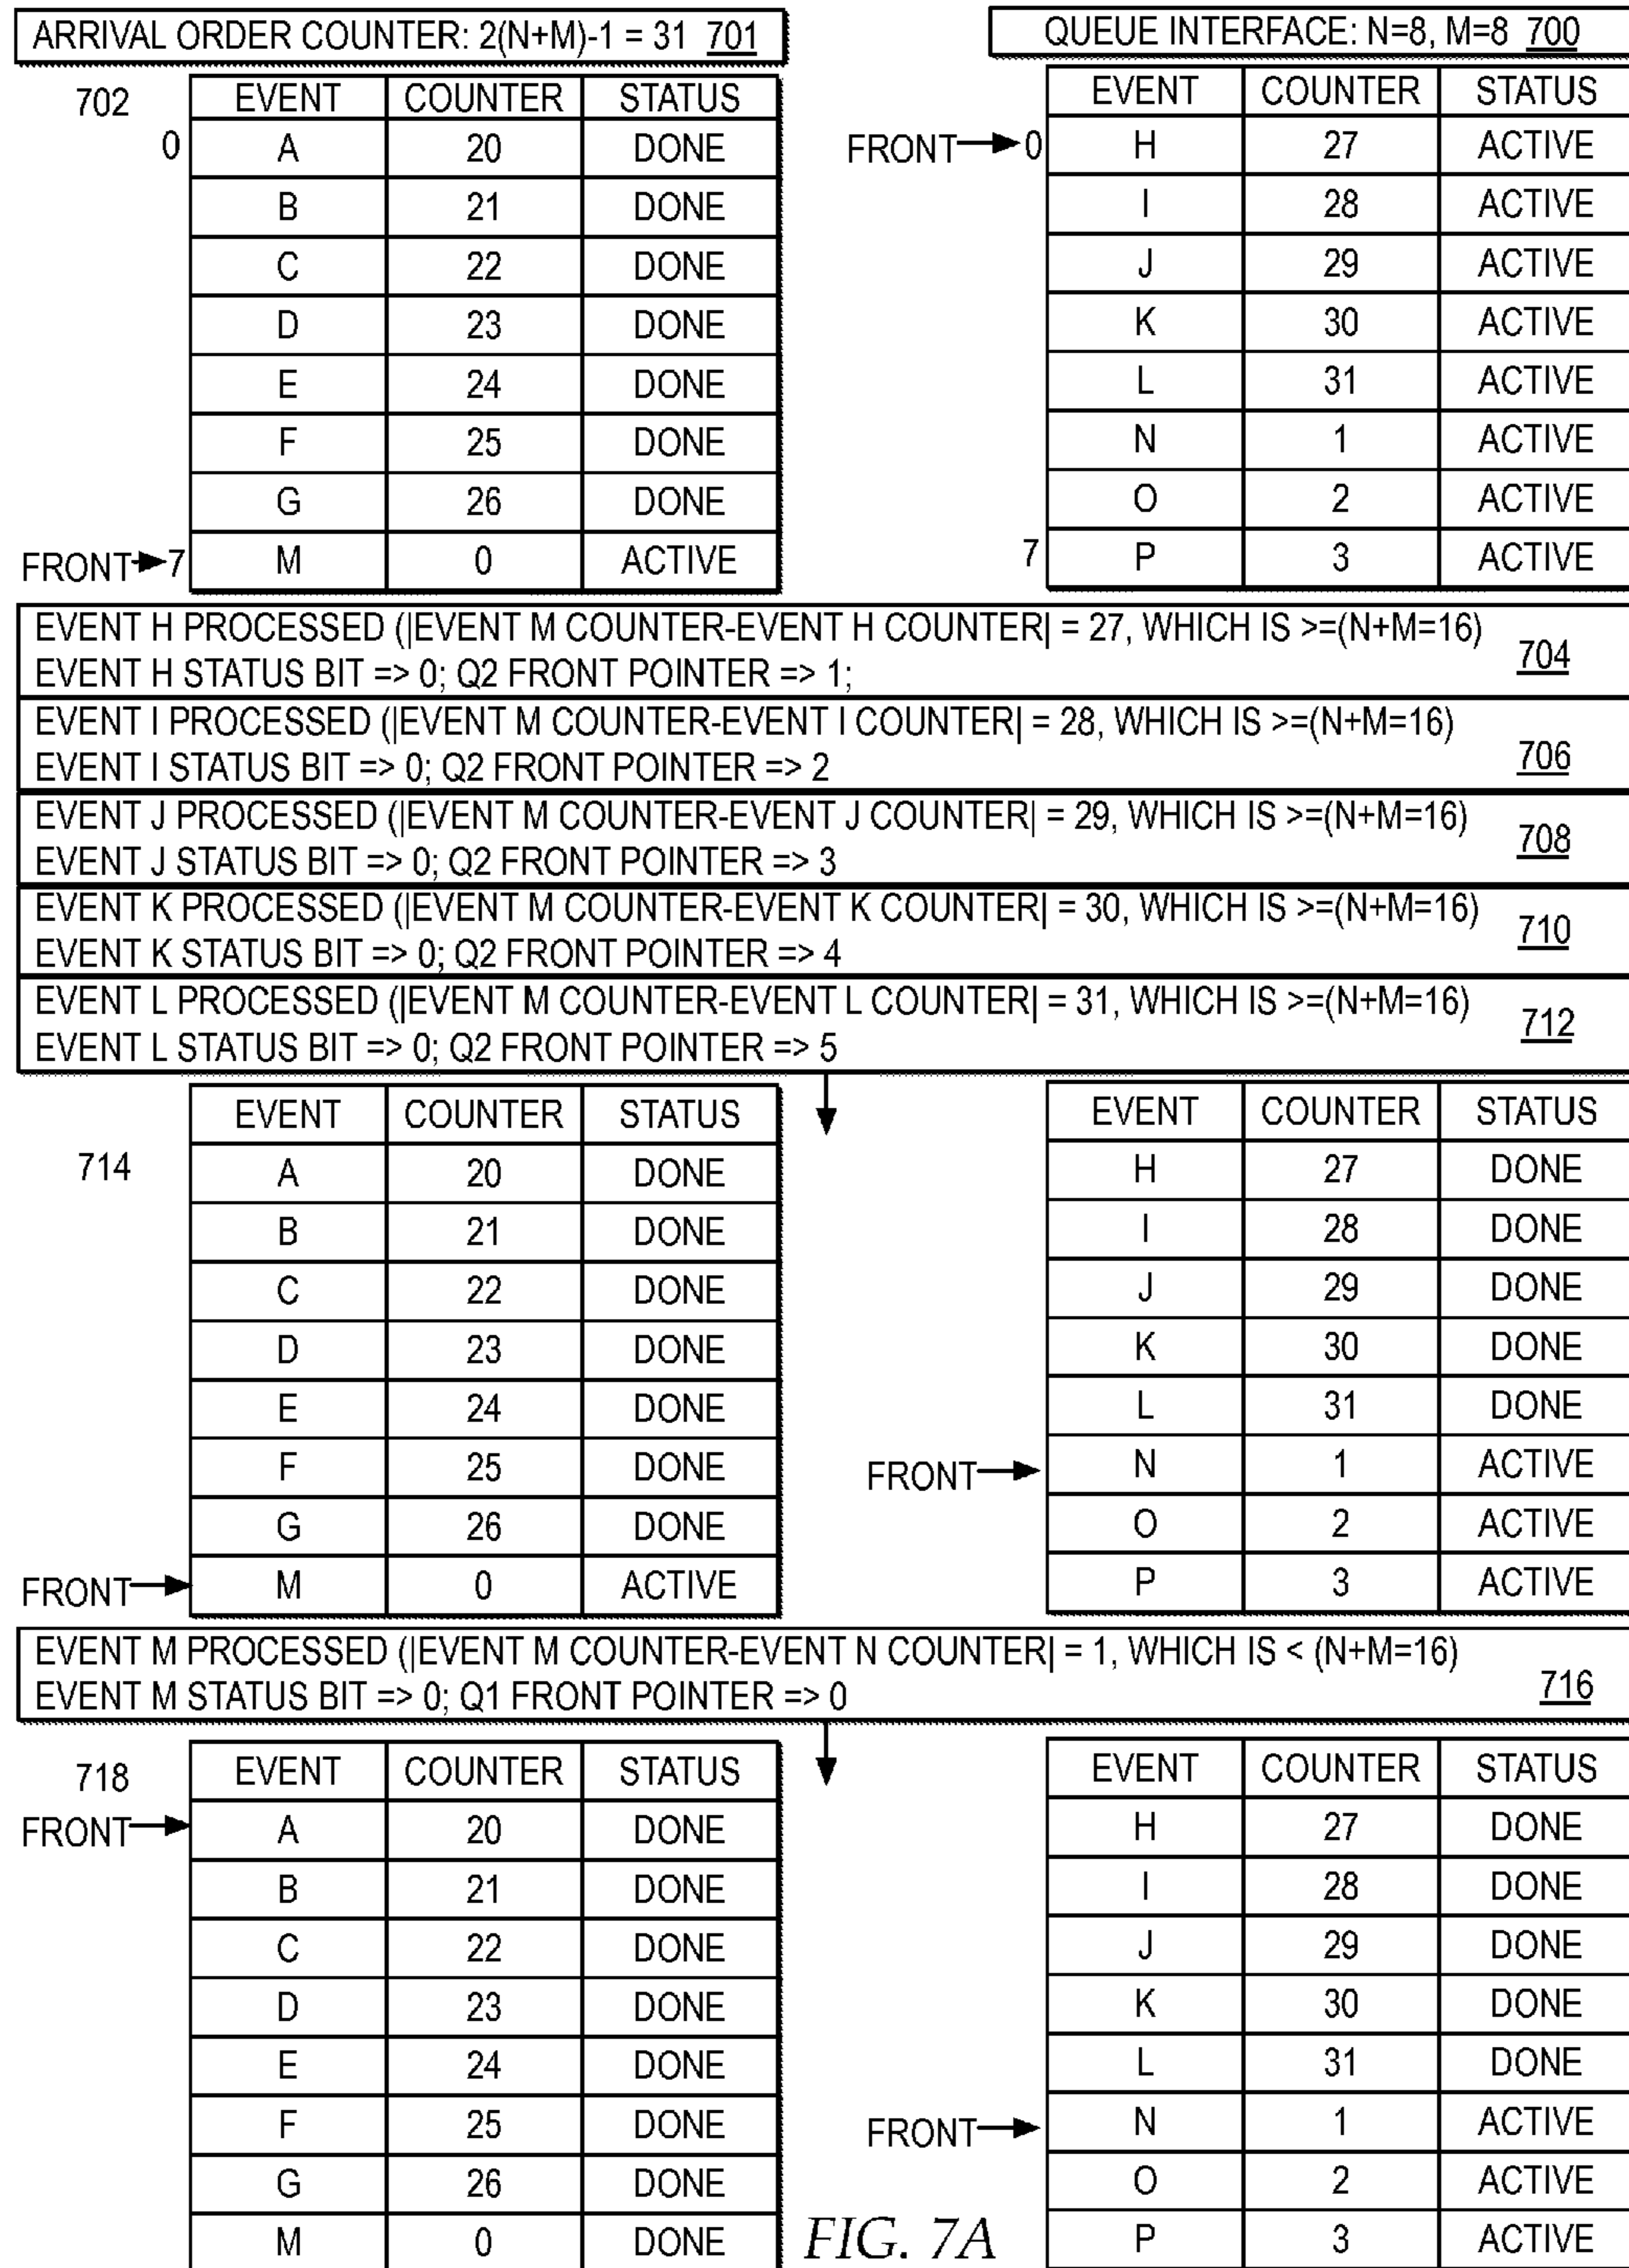 ARRIVAL ORDER COUNTER: 2(N+M)-1 = 31 701
QUEUE INTERFACE: N=8, M=8 700
702 EVENT COUNTER STATUS EVENT COUNTER STATUS
0 A 20 DONE FRONT 0 H 27 ACTIVE
B 21 DONE I 28 ACTIVE
C 22 DONE J 29 ACTIVE
D 23 DONE K 30 ACTIVE
E 24 DONE L 31 ACTIVE
F 25 DONE N 1 ACTIVE
G 26 DONE O 2 ACTIVE
FRONT 7 M 0 ACTIVE 7 P 3 ACTIVE
EVENT H PROCESSED (|EVENT M COUNTER-EVENT H COUNTER| = 27, WHICH IS >=(N+M=16)
EVENT H STATUS BIT => 0; Q2 FRONT POINTER => 1; 704
EVENT I PROCESSED (|EVENT M COUNTER-EVENT I COUNTER| = 28, WHICH IS >=(N+M=16)
EVENT I STATUS BIT => 0; Q2 FRONT POINTER => 2 706
EVENT J PROCESSED (|EVENT M COUNTER-EVENT J COUNTER| = 29, WHICH IS >=(N+M=16)
EVENT J STATUS BIT => 0; Q2 FRONT POINTER => 3 708
EVENT K PROCESSED (|EVENT M COUNTER-EVENT K COUNTER| = 30, WHICH IS >=(N+M=16)
EVENT K STATUS BIT => 0; Q2 FRONT POINTER => 4 710
EVENT L PROCESSED (|EVENT M COUNTER-EVENT L COUNTER| = 31, WHICH IS >=(N+M=16)
EVENT L STATUS BIT => 0; Q2 FRONT POINTER => 5 712
EVENT COUNTER STATUS EVENT COUNTER STATUS
714 A 20 DONE H 27 DONE
B 21 DONE I 28 DONE
C 22 DONE J 29 DONE
D 23 DONE K 30 DONE
E 24 DONE L 31 DONE
F 25 DONE FRONT N 1 ACTIVE
G 26 DONE O 2 ACTIVE
FRONT M 0 ACTIVE P 3 ACTIVE
EVENT M PROCESSED (|EVENT M COUNTER-EVENT N COUNTER| = 1, WHICH IS < (N+M=16)
EVENT M STATUS BIT => 0; Q1 FRONT POINTER => 0 716
718 EVENT COUNTER STATUS EVENT COUNTER STATUS
FRONT A 20 DONE H 27 DONE
B 21 DONE I 28 DONE
C 22 DONE J 29 DONE
D 23 DONE K 30 DONE
E 24 DONE L 31 DONE
F 25 DONE FRONT N 1 ACTIVE
G 26 DONE O 2 ACTIVE
M 0 DONE FIG. 7A P 3 ACTIVE